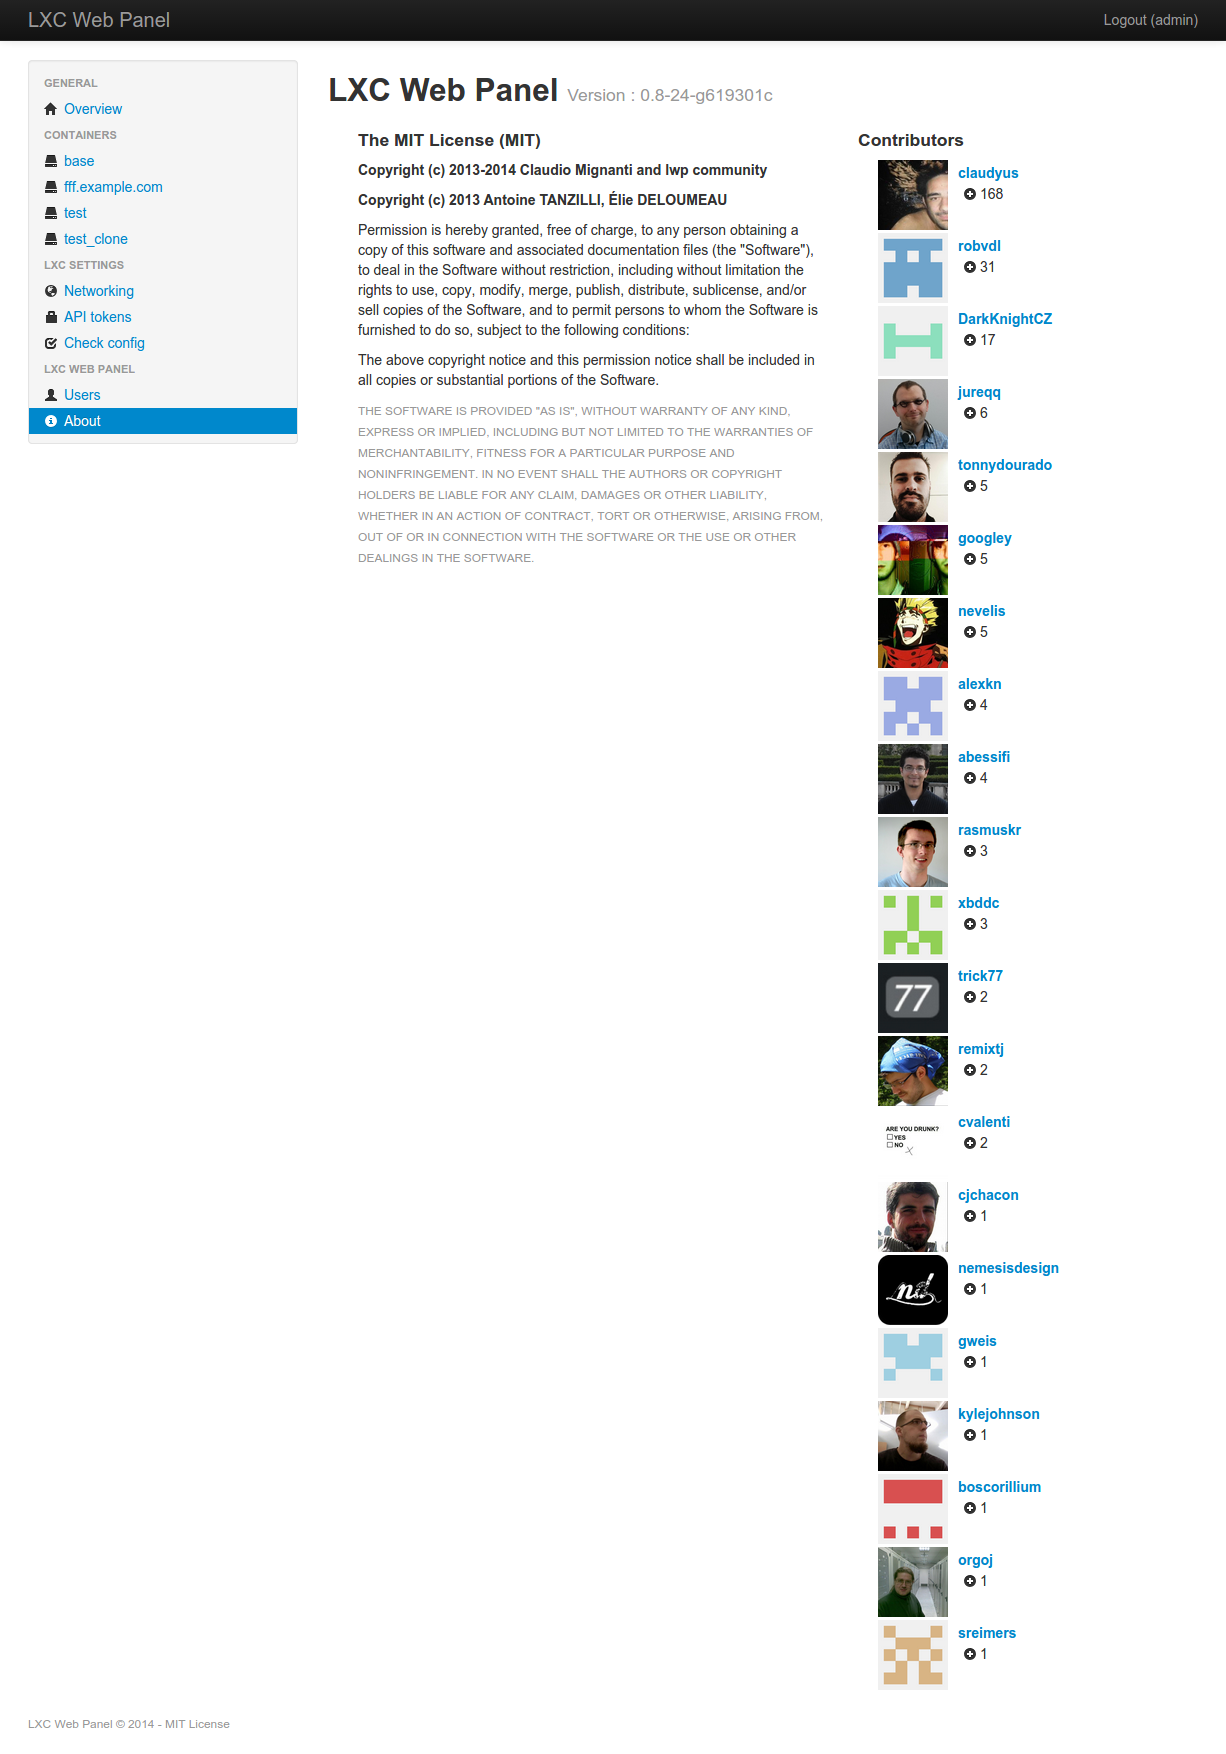 LXC Web Panel
Logout (admin)
GENERAL
Overview
CONTAINERS
base
fff.example.com
test
test_clone
LXC SETTINGS
Networking
API tokens
Check config
LXC WEB PANEL
Users
About
LXC Web Panel Version : 0.8-24-g619301c
The MIT License (MIT)
Copyright (c) 2013-2014 Claudio Mignanti and lwp community
Copyright (c) 2013 Antoine TANZILLI, Élie DELOUMEAU
Permission is hereby granted, free of charge, to any person obtaining a
copy of this software and associated documentation files (the "Software"),
to deal in the Software without restriction, including without limitation the
rights to use, copy, modify, merge, publish, distribute, sublicense, and/or
sell copies of the Software, and to permit persons to whom the Software is
furnished to do so, subject to the following conditions:
The above copyright notice and this permission notice shall be included in
all copies or substantial portions of the Software.
THE SOFTWARE IS PROVIDED "AS IS", WITHOUT WARRANTY OF ANY KIND,
EXPRESS OR IMPLIED, INCLUDING BUT NOT LIMITED TO THE WARRANTIES OF
MERCHANTABILITY, FITNESS FOR A PARTICULAR PURPOSE AND
NONINFRINGEMENT. IN NO EVENT SHALL THE AUTHORS OR COPYRIGHT
HOLDERS BE LIABLE FOR ANY CLAIM, DAMAGES OR OTHER LIABILITY,
WHETHER IN AN ACTION OF CONTRACT, TORT OR OTHERWISE, ARISING FROM,
OUT OF OR IN CONNECTION WITH THE SOFTWARE OR THE USE OR OTHER
DEALINGS IN THE SOFTWARE.
Contributors
claudyus
168
robvdl
31
DarkKnightCZ
17
jureqq
6
tonnydourado
5
googley
5
nevelis
5
alexkn
4
abessifi
4
rasmuskr
3
xbddc
3
77
trick77
2
remixtj
2
ARE YOU DRUNK?
YES
NO
cvalenti
2
cjchacon
1
nemesisdesign
1
gweis
1
kylejohnson
1
boscorillium
1
orgoj
1
sreimers
1
LXC Web Panel © 2014 - MIT License